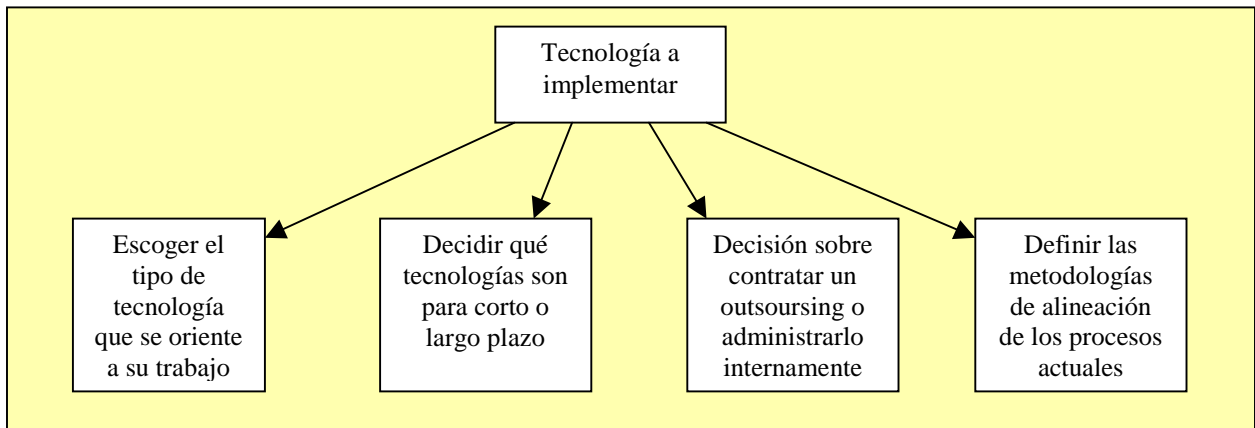 Tecnología a
implementar
Escoger el
tipo de
tecnología
que se oriente
a su trabajo
Decidir qué
tecnologías son
para corto o
largo plazo
Decisión sobre
contratar un
outsoursing o
administrarlo
internamente
Definir las
metodologías
de alineación
de los procesos
actuales